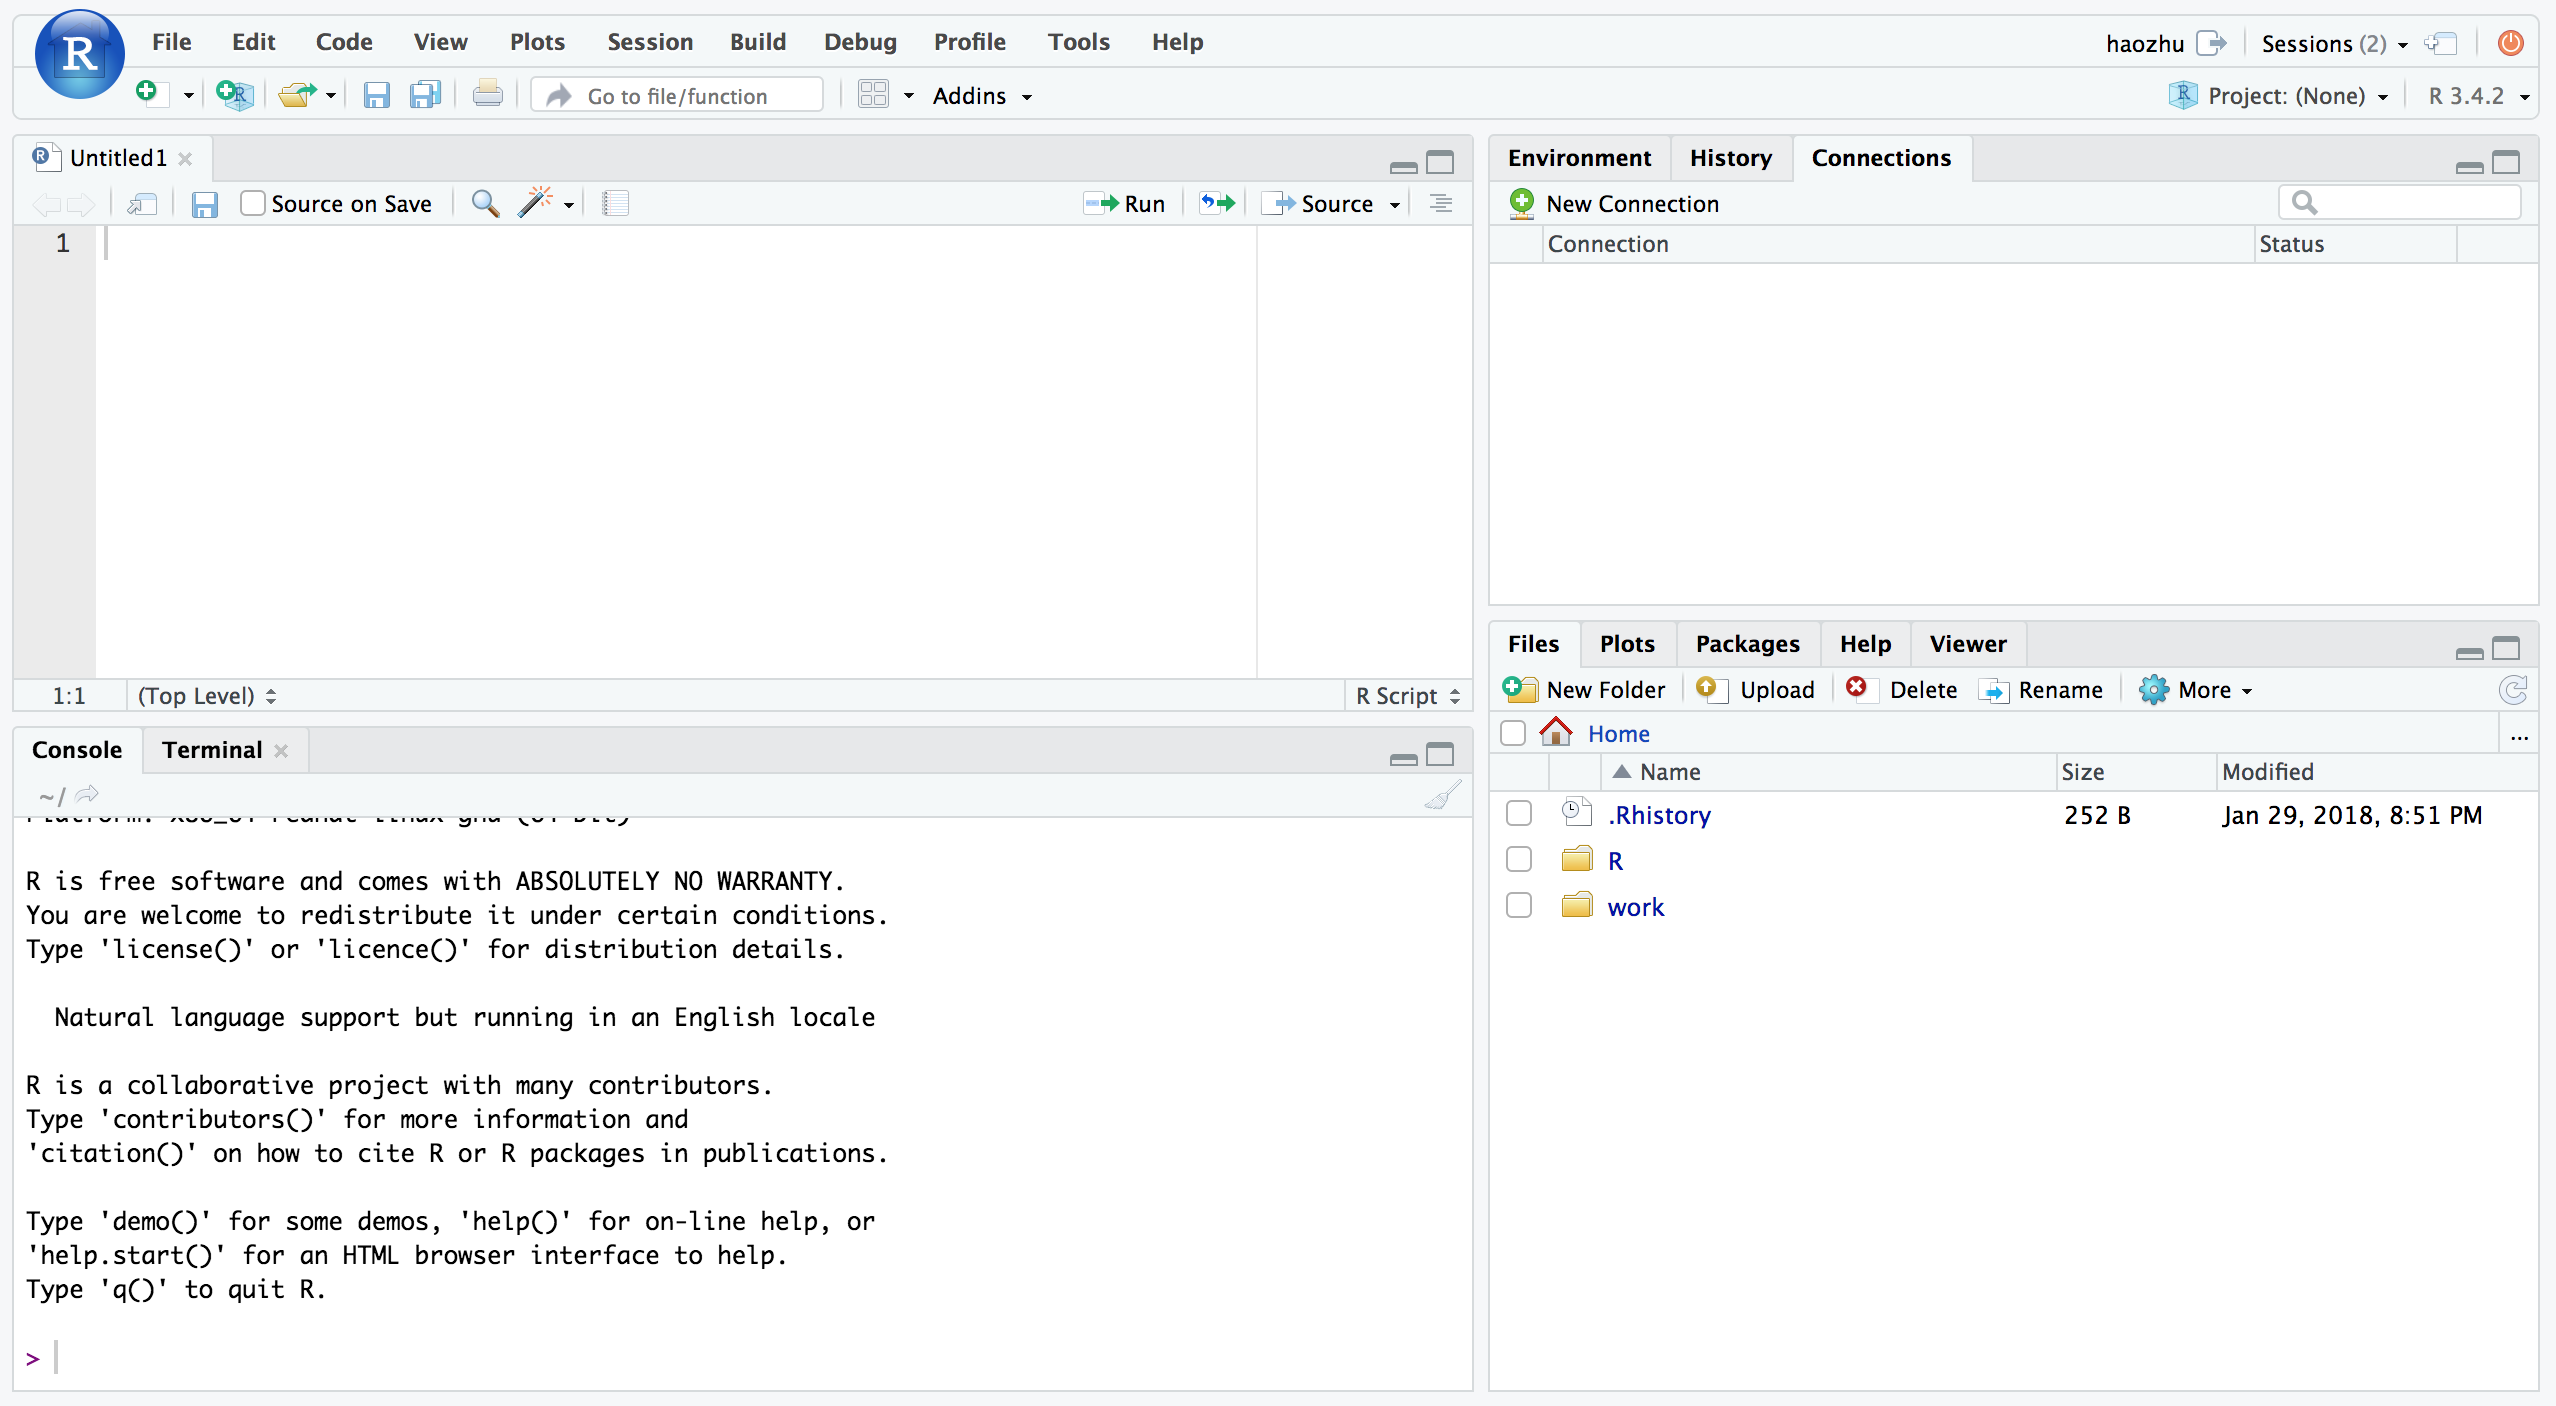 R
File Edit Code View Plots Session Build Debug Profile Tools Help
haozhu Sessions (2)
Go to file/function Addins
Project: (None) R 3.4.2
Untitled1
Source on Save Run Source
1
1:1 (Top Level) R Script
Console Terminal
~/
R is free software and comes with ABSOLUTELY NO WARRANTY.
You are welcome to redistribute it under certain conditions.
Type 'license()' or 'licence()' for distribution details.
Natural language support but running in an English locale
R is a collaborative project with many contributors.
Type 'contributors()' for more information and
'citation()' on how to cite R or R packages in publications.
Type 'demo()' for some demos, 'help()' for on-line help, or
'help.start()' for an HTML browser interface to help.
Type 'q()' to quit R.
>
Environment History Connections
New Connection
Connection Status
Files Plots Packages Help Viewer
New Folder Upload Delete Rename More
Home ...
Name Size Modified
.Rhistory 252 B Jan 29, 2018, 8:51 PM
R
work